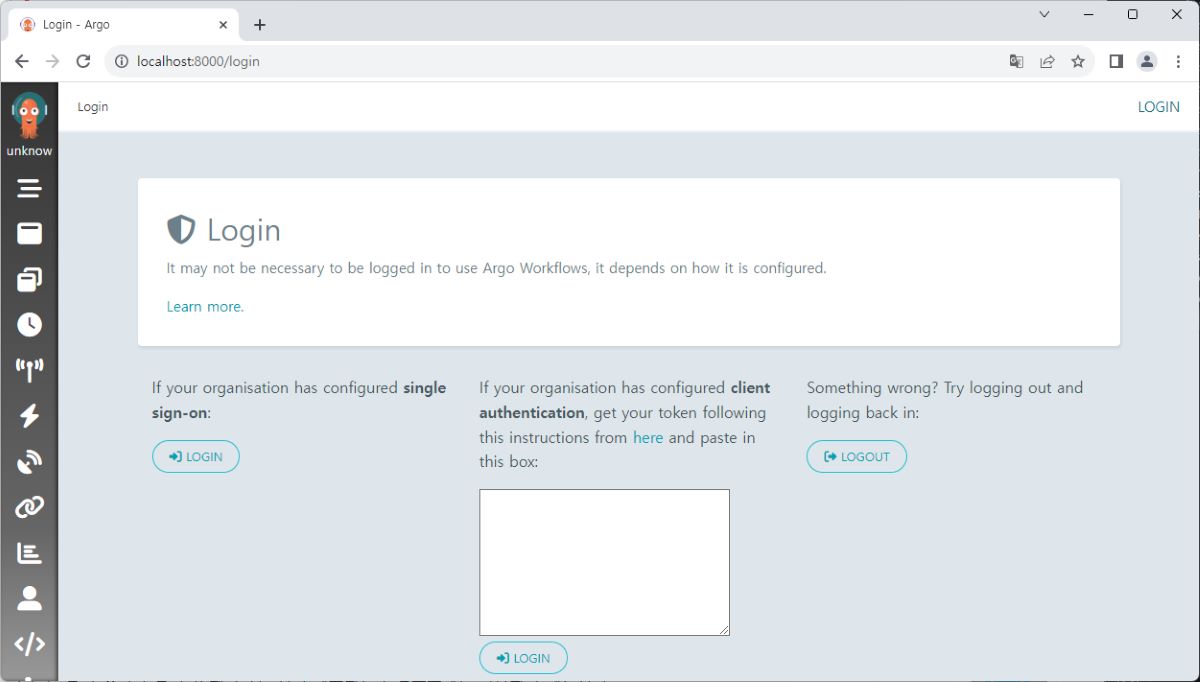 Login - Argo
localhost:8000/login
unknow
Login
LOGIN
Login
It may not be necessary to be logged in to use Argo Workflows, it depends on how it is configured.
Learn more.
If your organisation has configured single
sign-on:
LOGIN
If your organisation has configured client
authentication, get your token following
this instructions from here and paste in
this box:
LOGIN
Something wrong? Try logging out and
logging back in:
LOGOUT